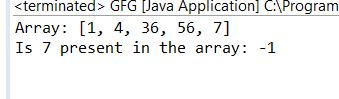 <terminated> GFG [Java Application] C:\Program
Array: [1, 4, 36, 56, 7]
Is 7 present in the array: -1